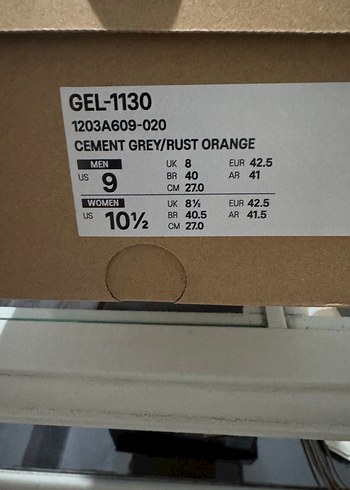 GEL-1130
1203A609-020
CEMENT GREY/RUST ORANGE
MEN UK 8 EUR 42.5
US 9 BR 40 AR 41
CM 27.0
WOMEN UK 8½ EUR 42.5
US 10½ BR 40.5 AR 41.5
CM 27.0